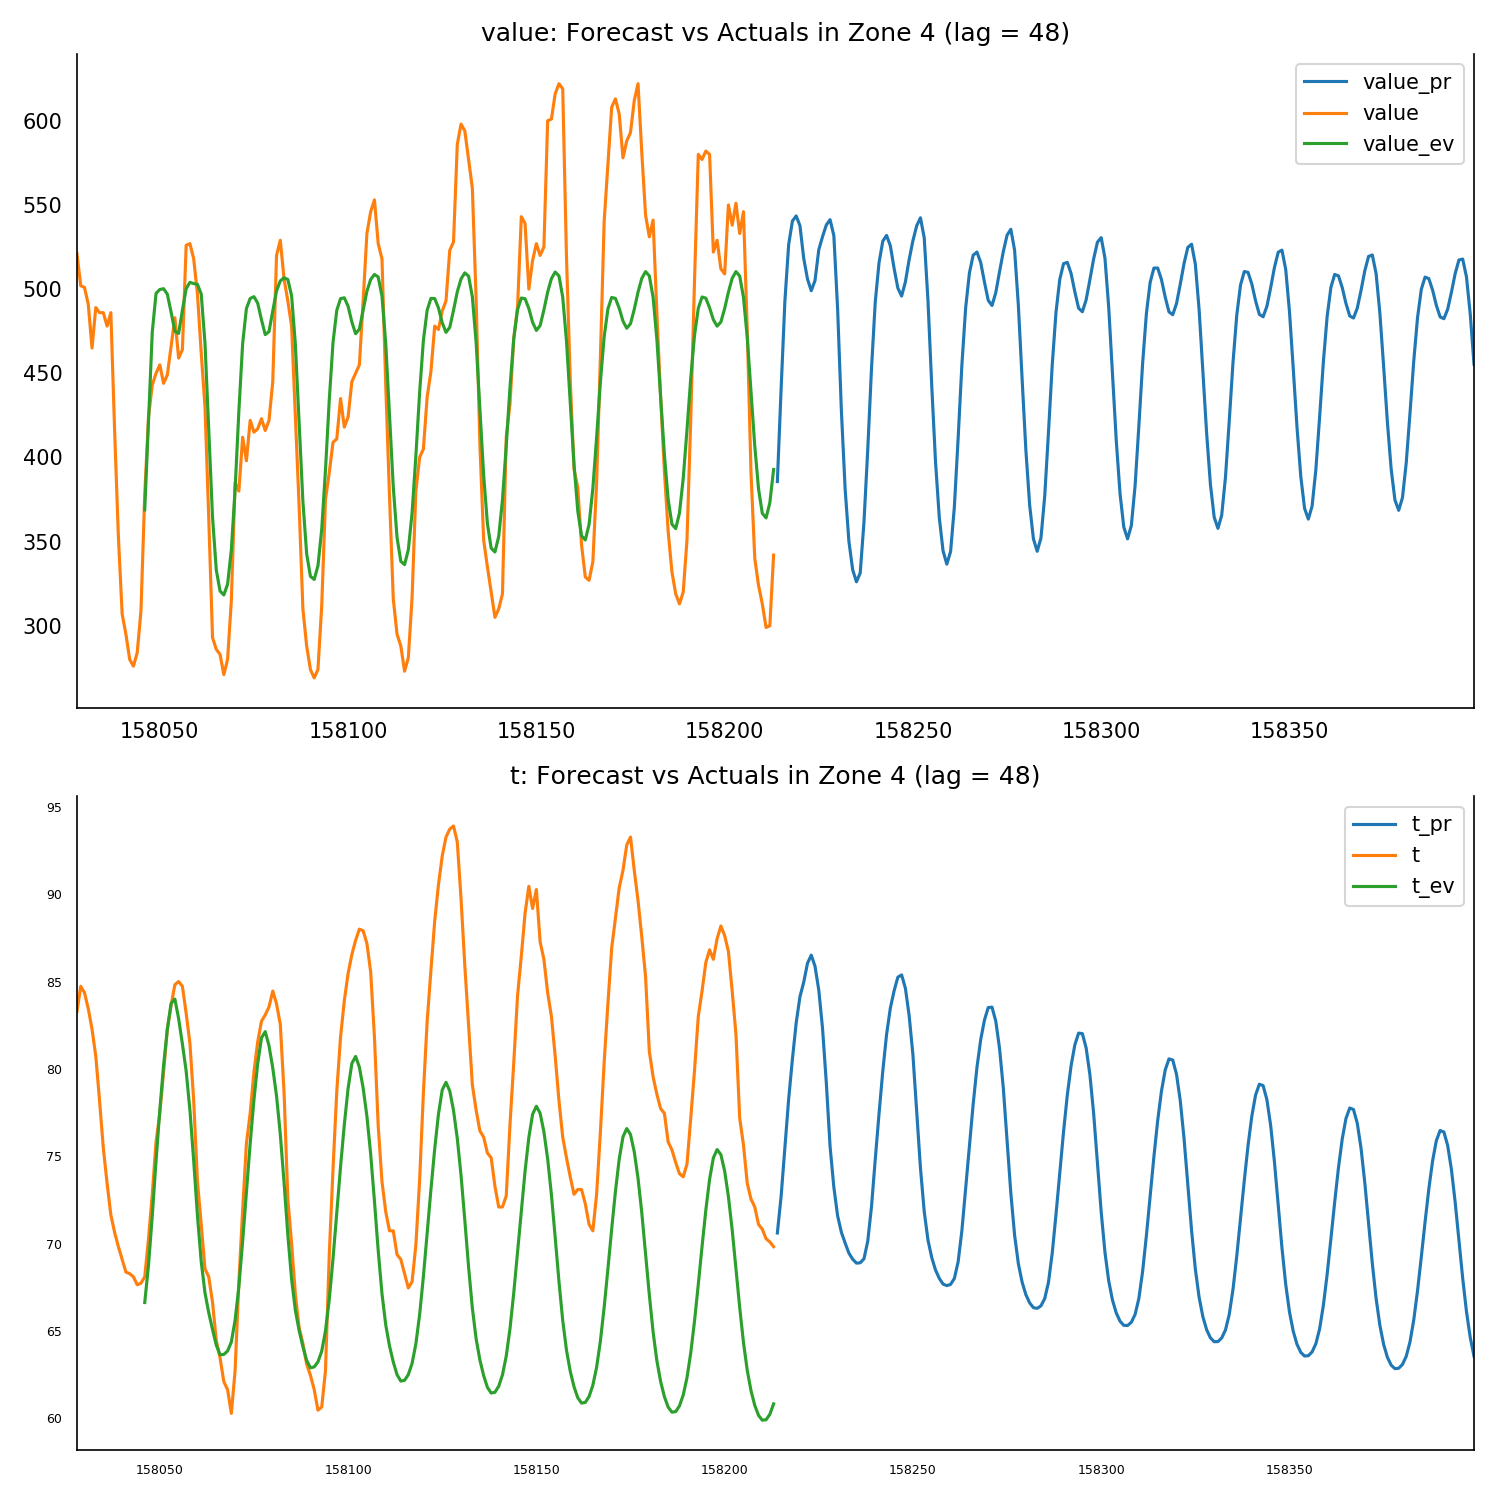 value: Forecast vs Actuals in Zone 4 (lag = 48)
value_pr
value
value_ev
600
550
500
450
400
350
300
158050 158100 158150 158200 158250 158300 158350
t: Forecast vs Actuals in Zone 4 (lag = 48)
t_pr
t
t_ev
95
90
85
80
75
70
65
60
158050 158100 158150 158200 158250 158300 158350